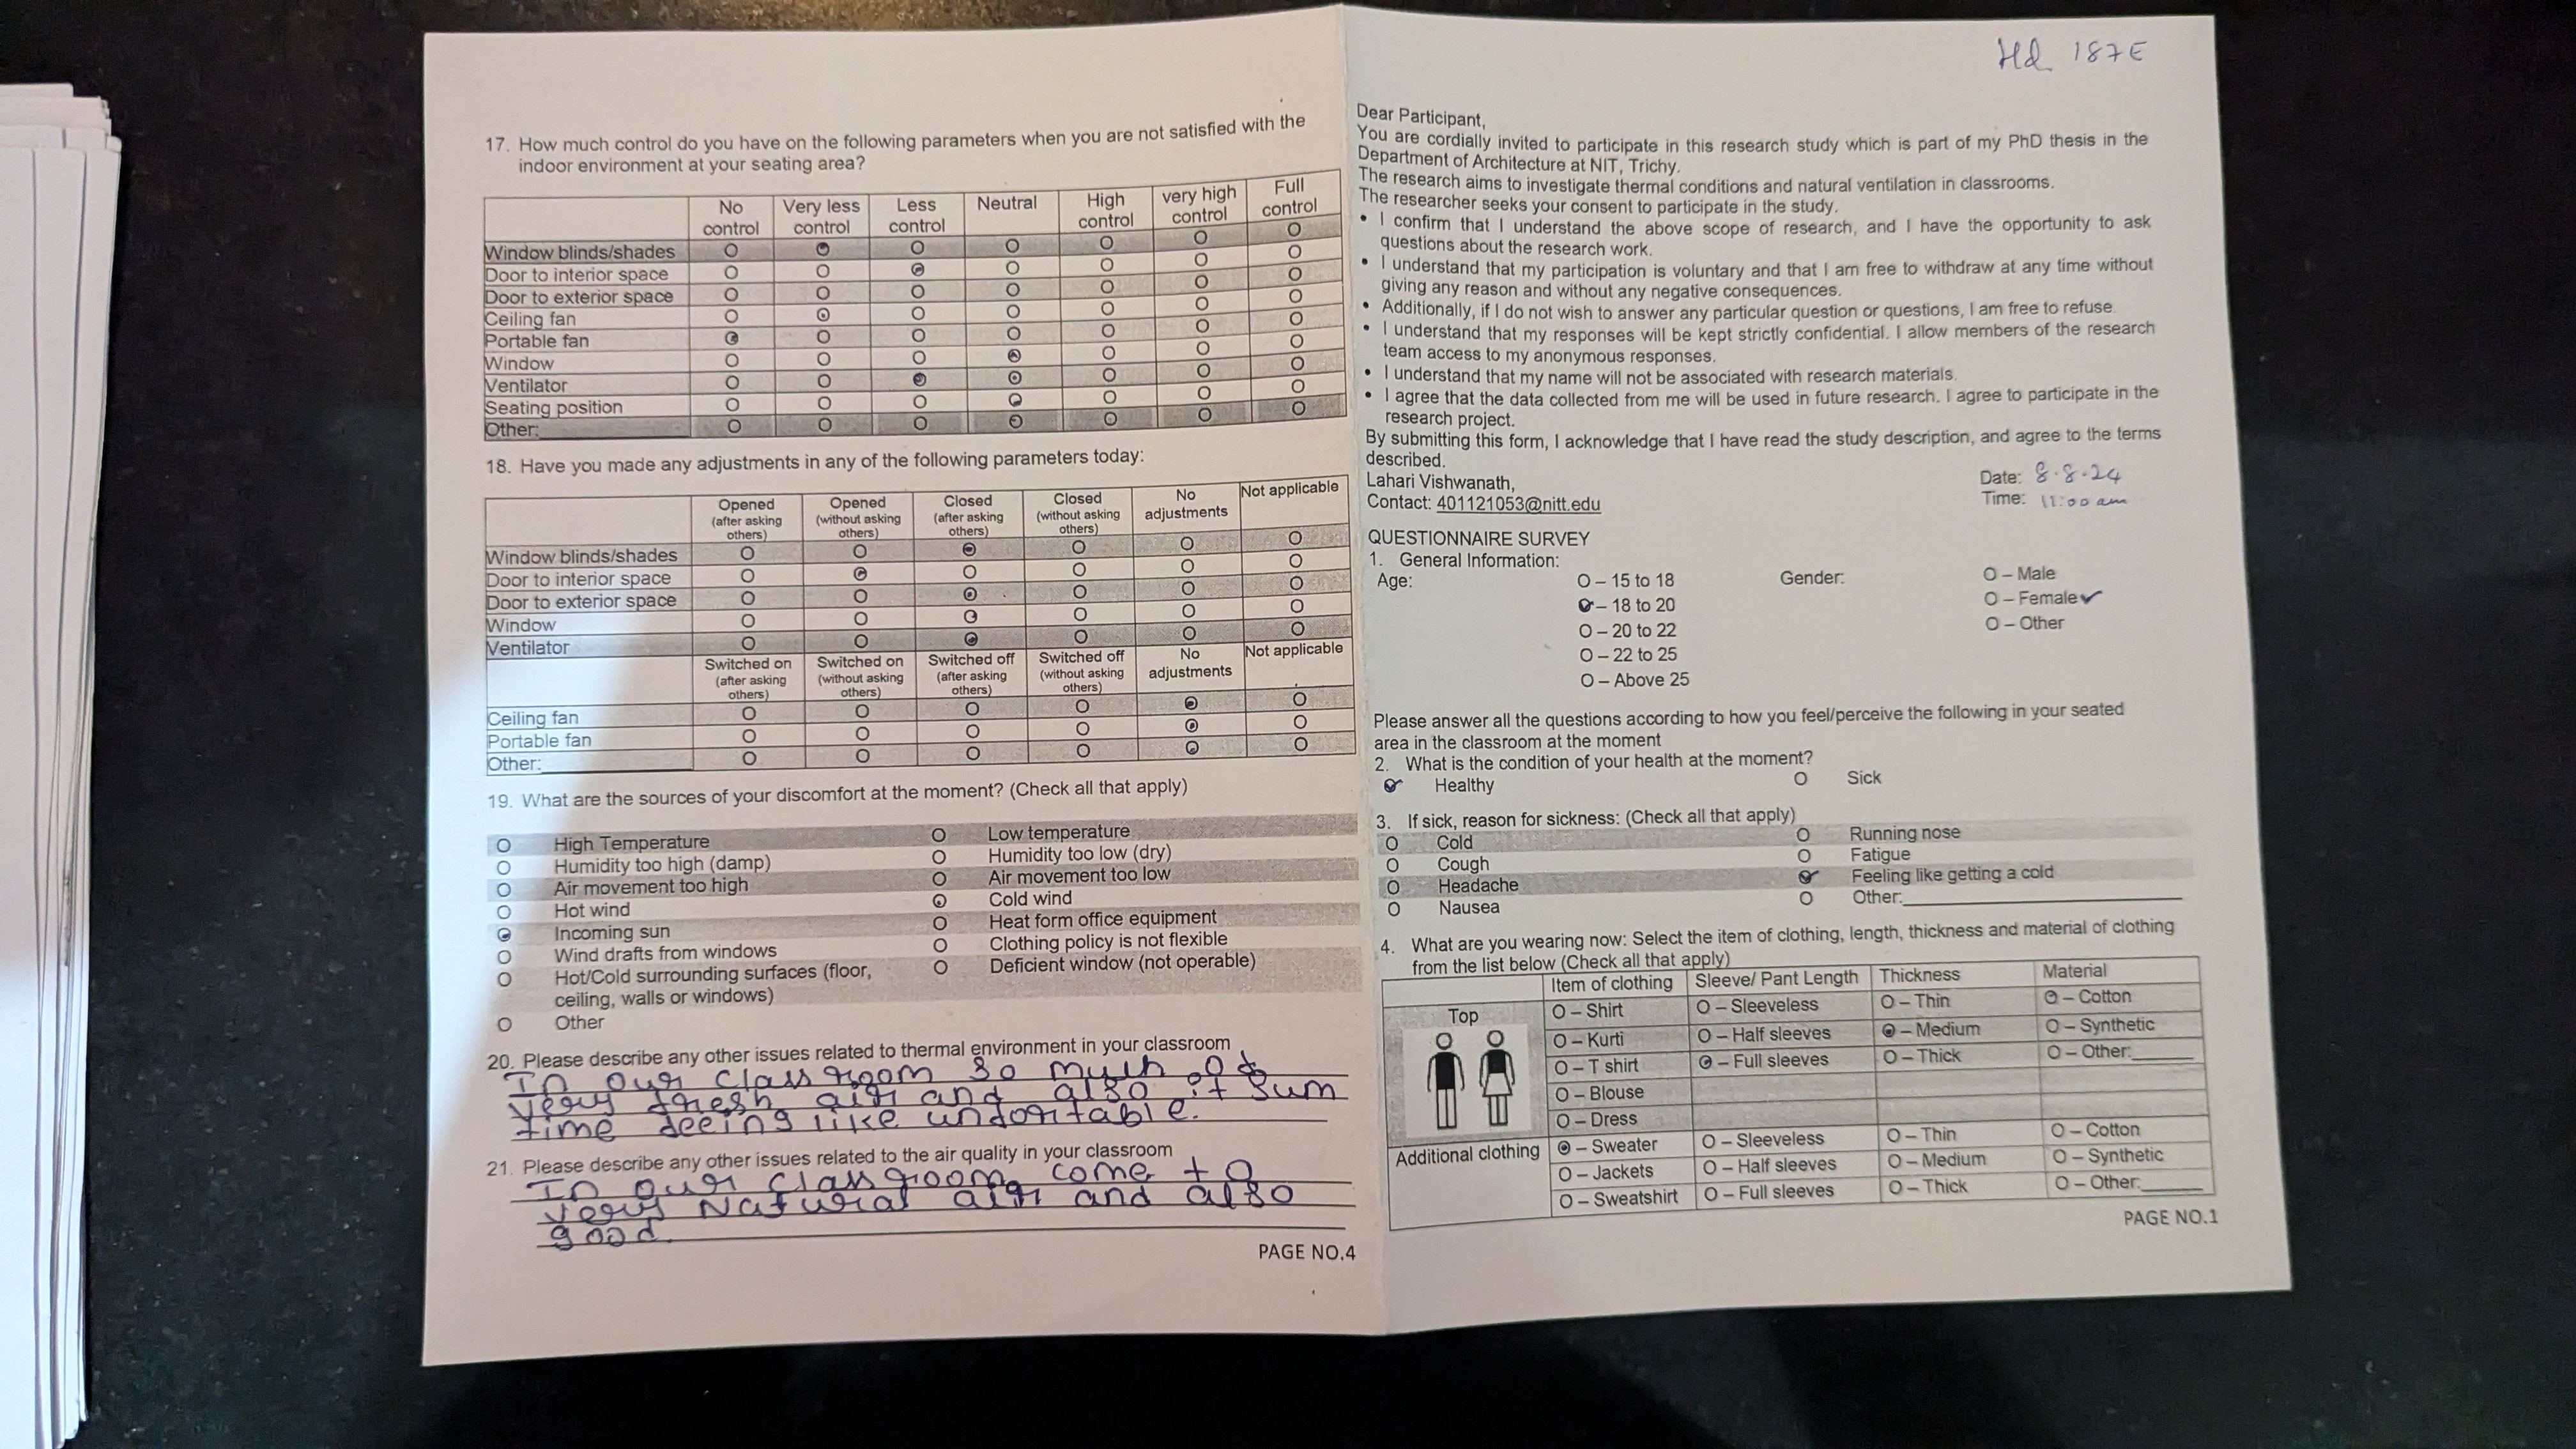 17. How much control do you have on the following parameters when you are not satisfied with the
indoor environment at your seating area?
No control Very less control Less control Neutral High control very high control Full control
Window blinds/shades O O O O O O O
Door to interior space O O O O O O O
Door to exterior space O O O O O O O
Ceiling fan O O O O O O O
Portable fan O O O O O O O
Window O O O O O O O
Ventilator O O O O O O O
Seating position O O O O O O O
Other: O O O O O O O
18. Have you made any adjustments in any of the following parameters today:
Opened (after asking others) Opened (without asking others) Closed (after asking others) Closed (without asking others) No adjustments Not applicable
Window blinds/shades O O O O O O
Door to interior space O O O O O O
Door to exterior space O O O O O O
Window O O O O O O
Ventilator O O O O O O
Switched on (after asking others) Switched on (without asking others) Switched off (after asking others) Switched off (without asking others) No adjustments Not applicable
Ceiling fan O O O O O O
Portable fan O O O O O O
Other: O O O O O O
19. What are the sources of your discomfort at the moment? (Check all that apply)
O High Temperature O Low temperature
O Humidity too high (damp) O Humidity too low (dry)
O Air movement too high O Air movement too low
O Hot wind O Cold wind
O Incoming sun O Heat form office equipment
O Wind drafts from windows O Clothing policy is not flexible
O Hot/Cold surrounding surfaces (floor, O Deficient window (not operable)
ceiling, walls or windows)
O Other
20. Please describe any other issues related to thermal environment in your classroom
In our classroom so much of
very fresh air and also it sum
time feeing like unfortable.
21. Please describe any other issues related to the air quality in your classroom
In our classroom come to
very Natural air and also
good.
PAGE NO.4
187E
Dear Participant,
You are cordially invited to participate in this research study which is part of my PhD thesis in the
Department of Architecture at NIT, Trichy.
The research aims to investigate thermal conditions and natural ventilation in classrooms.
The researcher seeks your consent to participate in the study.
• I confirm that I understand the above scope of research, and I have the opportunity to ask
questions about the research work.
• I understand that my participation is voluntary and that I am free to withdraw at any time without
giving any reason and without any negative consequences.
• Additionally, if I do not wish to answer any particular question or questions, I am free to refuse.
• I understand that my responses will be kept strictly confidential. I allow members of the research
team access to my anonymous responses.
• I understand that my name will not be associated with research materials.
• I agree that the data collected from me will be used in future research. I agree to participate in the
research project.
By submitting this form, I acknowledge that I have read the study description, and agree to the terms
described.
Lahari Vishwanath, Date: 8.8.24
Contact: 401121053@nitt.edu Time: 11:00 am
QUESTIONNAIRE SURVEY
1. General Information:
Age: O – 15 to 18 Gender: O – Male
O – 18 to 20 O – Female ✓
O – 20 to 22 O – Other
O – 22 to 25
O – Above 25
Please answer all the questions according to how you feel/perceive the following in your seated
area in the classroom at the moment
2. What is the condition of your health at the moment?
O Healthy O Sick
3. If sick, reason for sickness: (Check all that apply)
O Cold O Running nose
O Cough O Fatigue
O Headache O Feeling like getting a cold
O Nausea O Other:
4. What are you wearing now: Select the item of clothing, length, thickness and material of clothing
from the list below (Check all that apply)
Item of clothing Sleeve/ Pant Length Thickness Material
Top O – Shirt O – Sleeveless O – Thin O – Cotton
O – Kurti O – Half sleeves O – Medium O – Synthetic
O – T shirt O – Full sleeves O – Thick O – Other:
O – Blouse
O – Dress
Additional clothing O – Sweater O – Sleeveless O – Thin O – Cotton
O – Jackets O – Half sleeves O – Medium O – Synthetic
O – Sweatshirt O – Full sleeves O – Thick O – Other:
PAGE NO.1